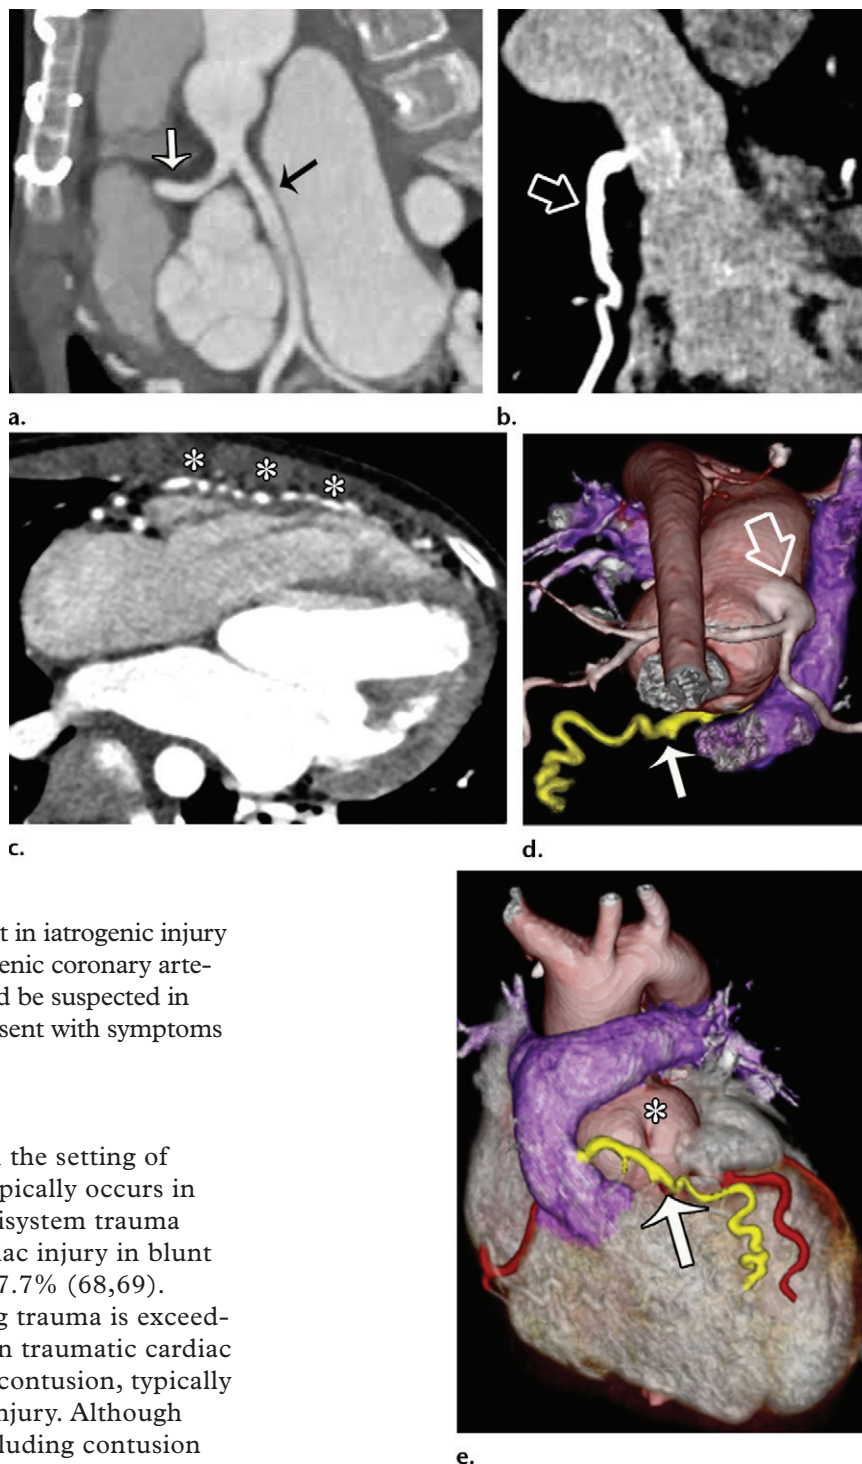 a.
b.
* * *
c.
d.
t in iatrogenic injury
enic coronary arte-
d be suspected in
sent with symptoms
n the setting of
pically occurs in
isystem trauma
iac injury in blunt
7.7% (68,69).
g trauma is exceed-
n traumatic cardiac
contusion, typically
njury. Although
luding contusion
*
e.